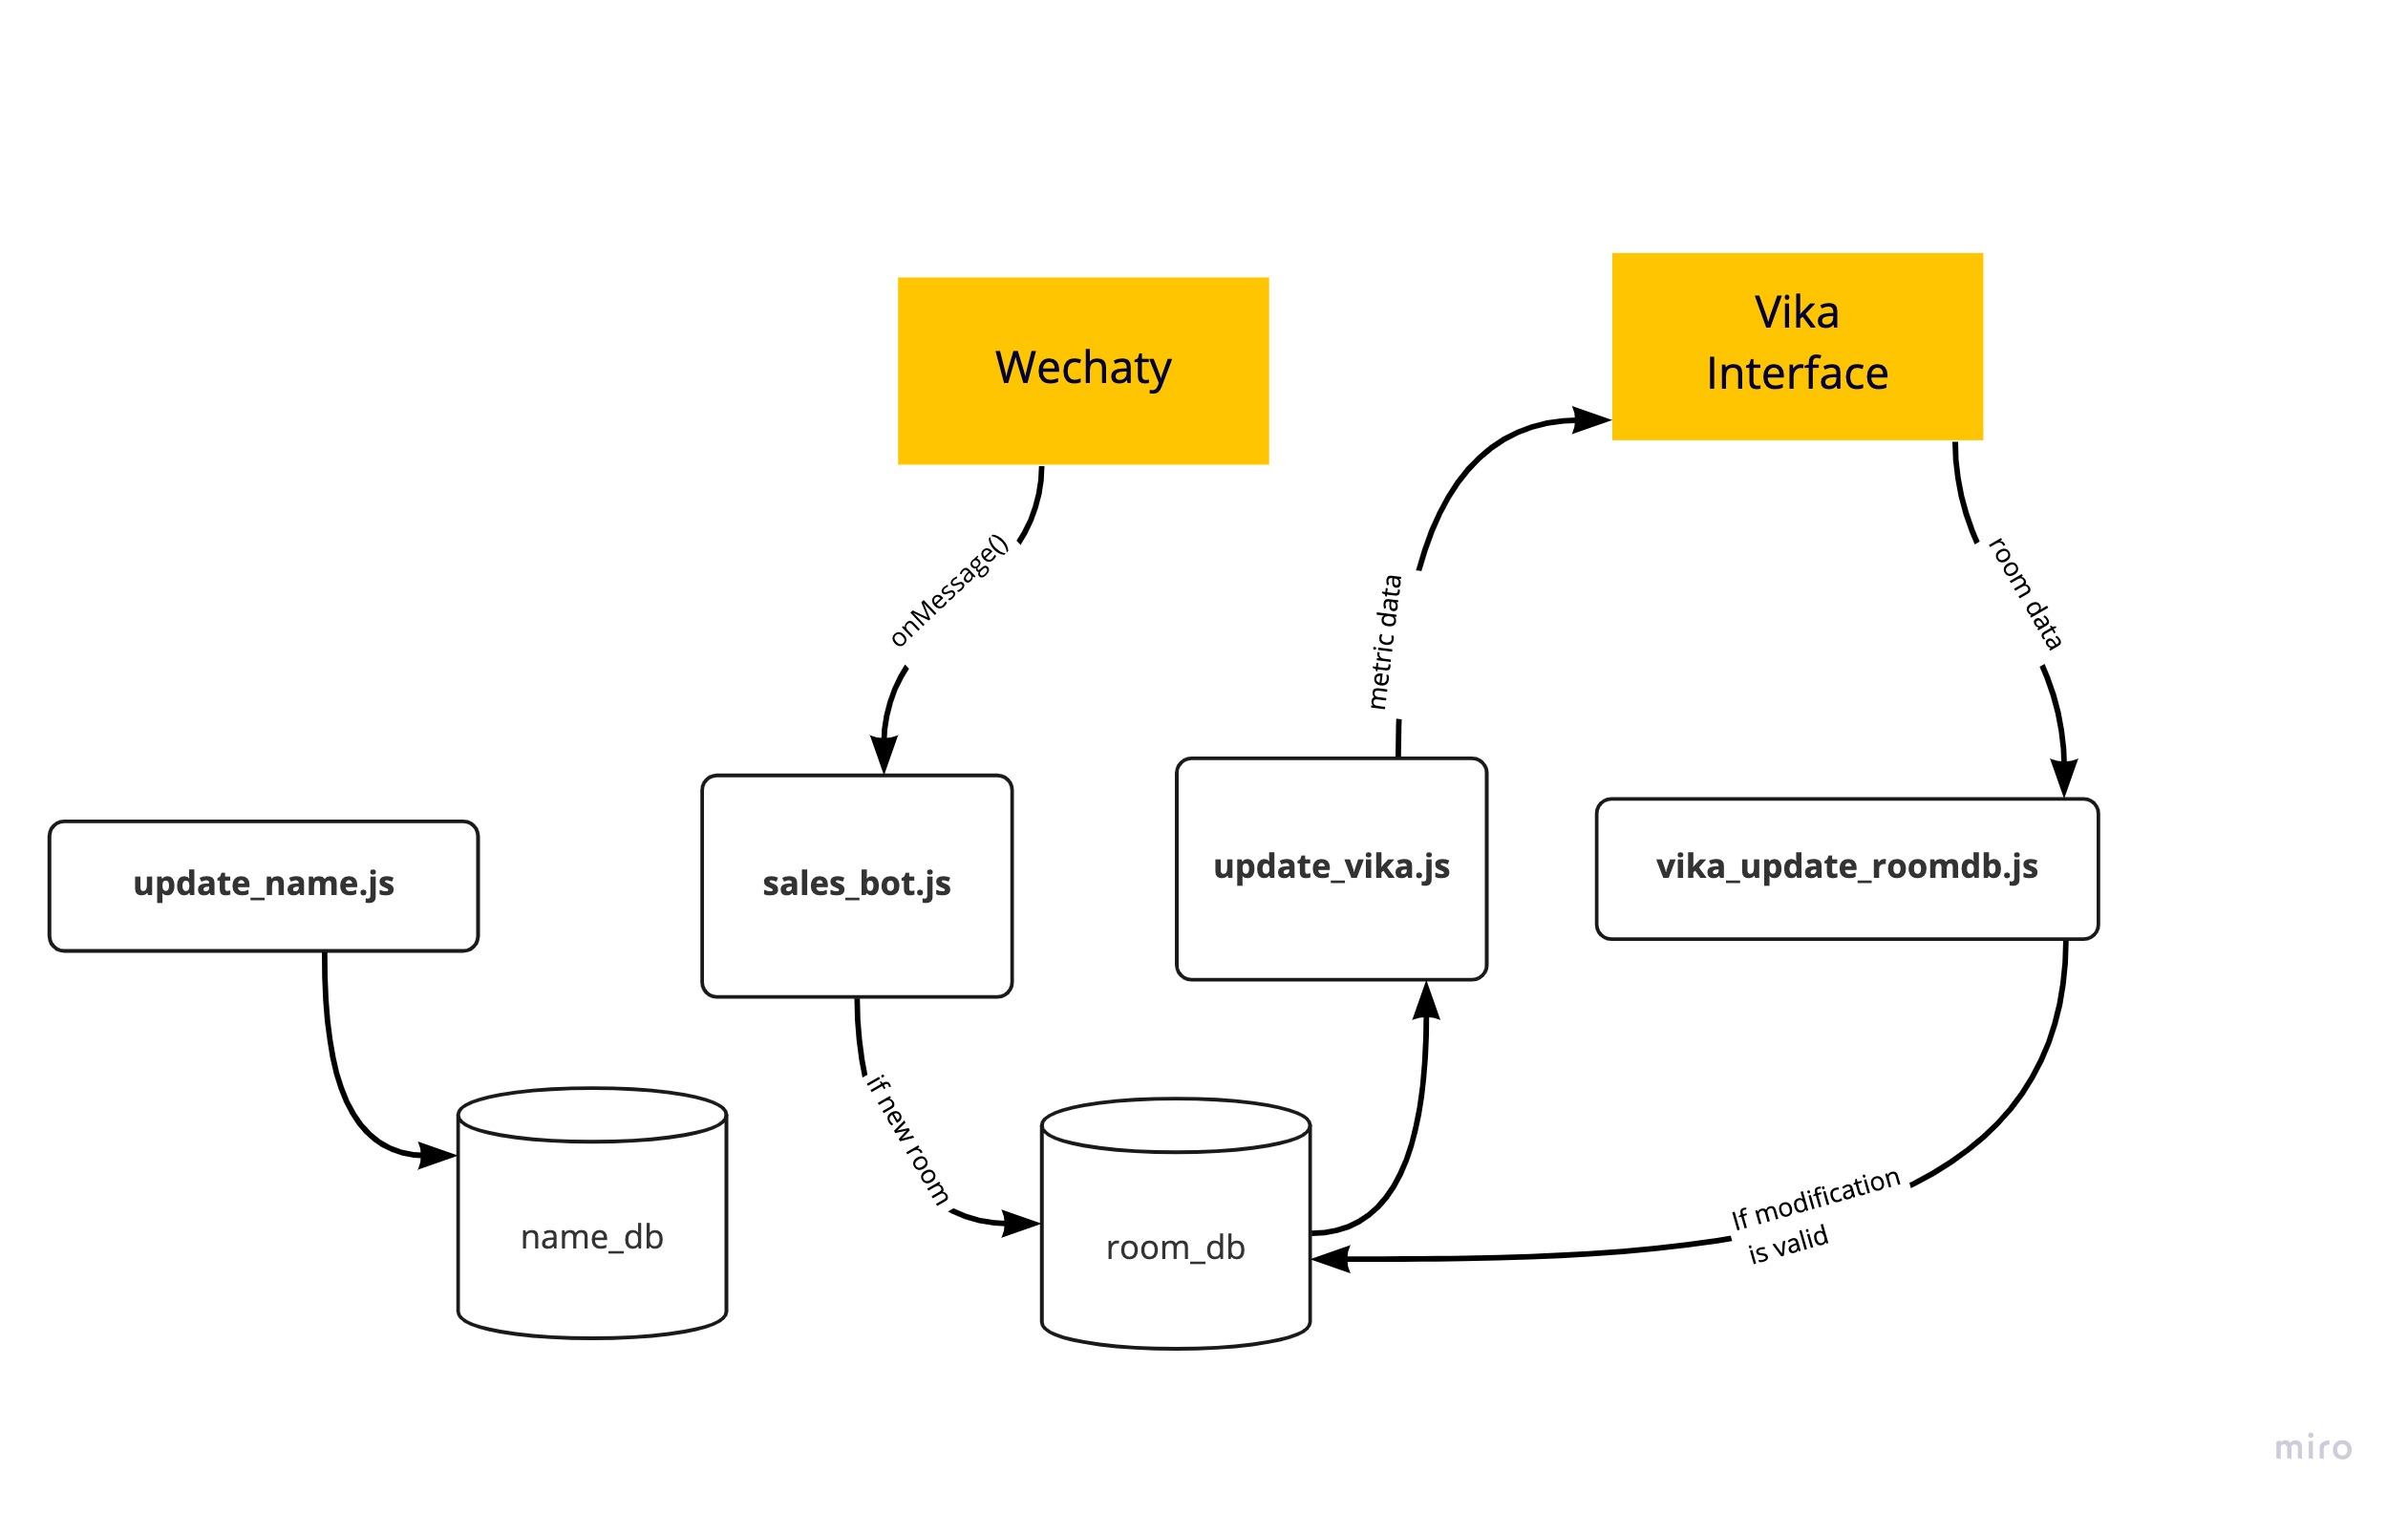 Wechaty
Vika
Interface
onMessage()
metric data
room data
update_name.js
sales_bot.js
update_vika.js
vika_update_roomdb.js
if new room
If modification
is valid
name_db
room_db
miro